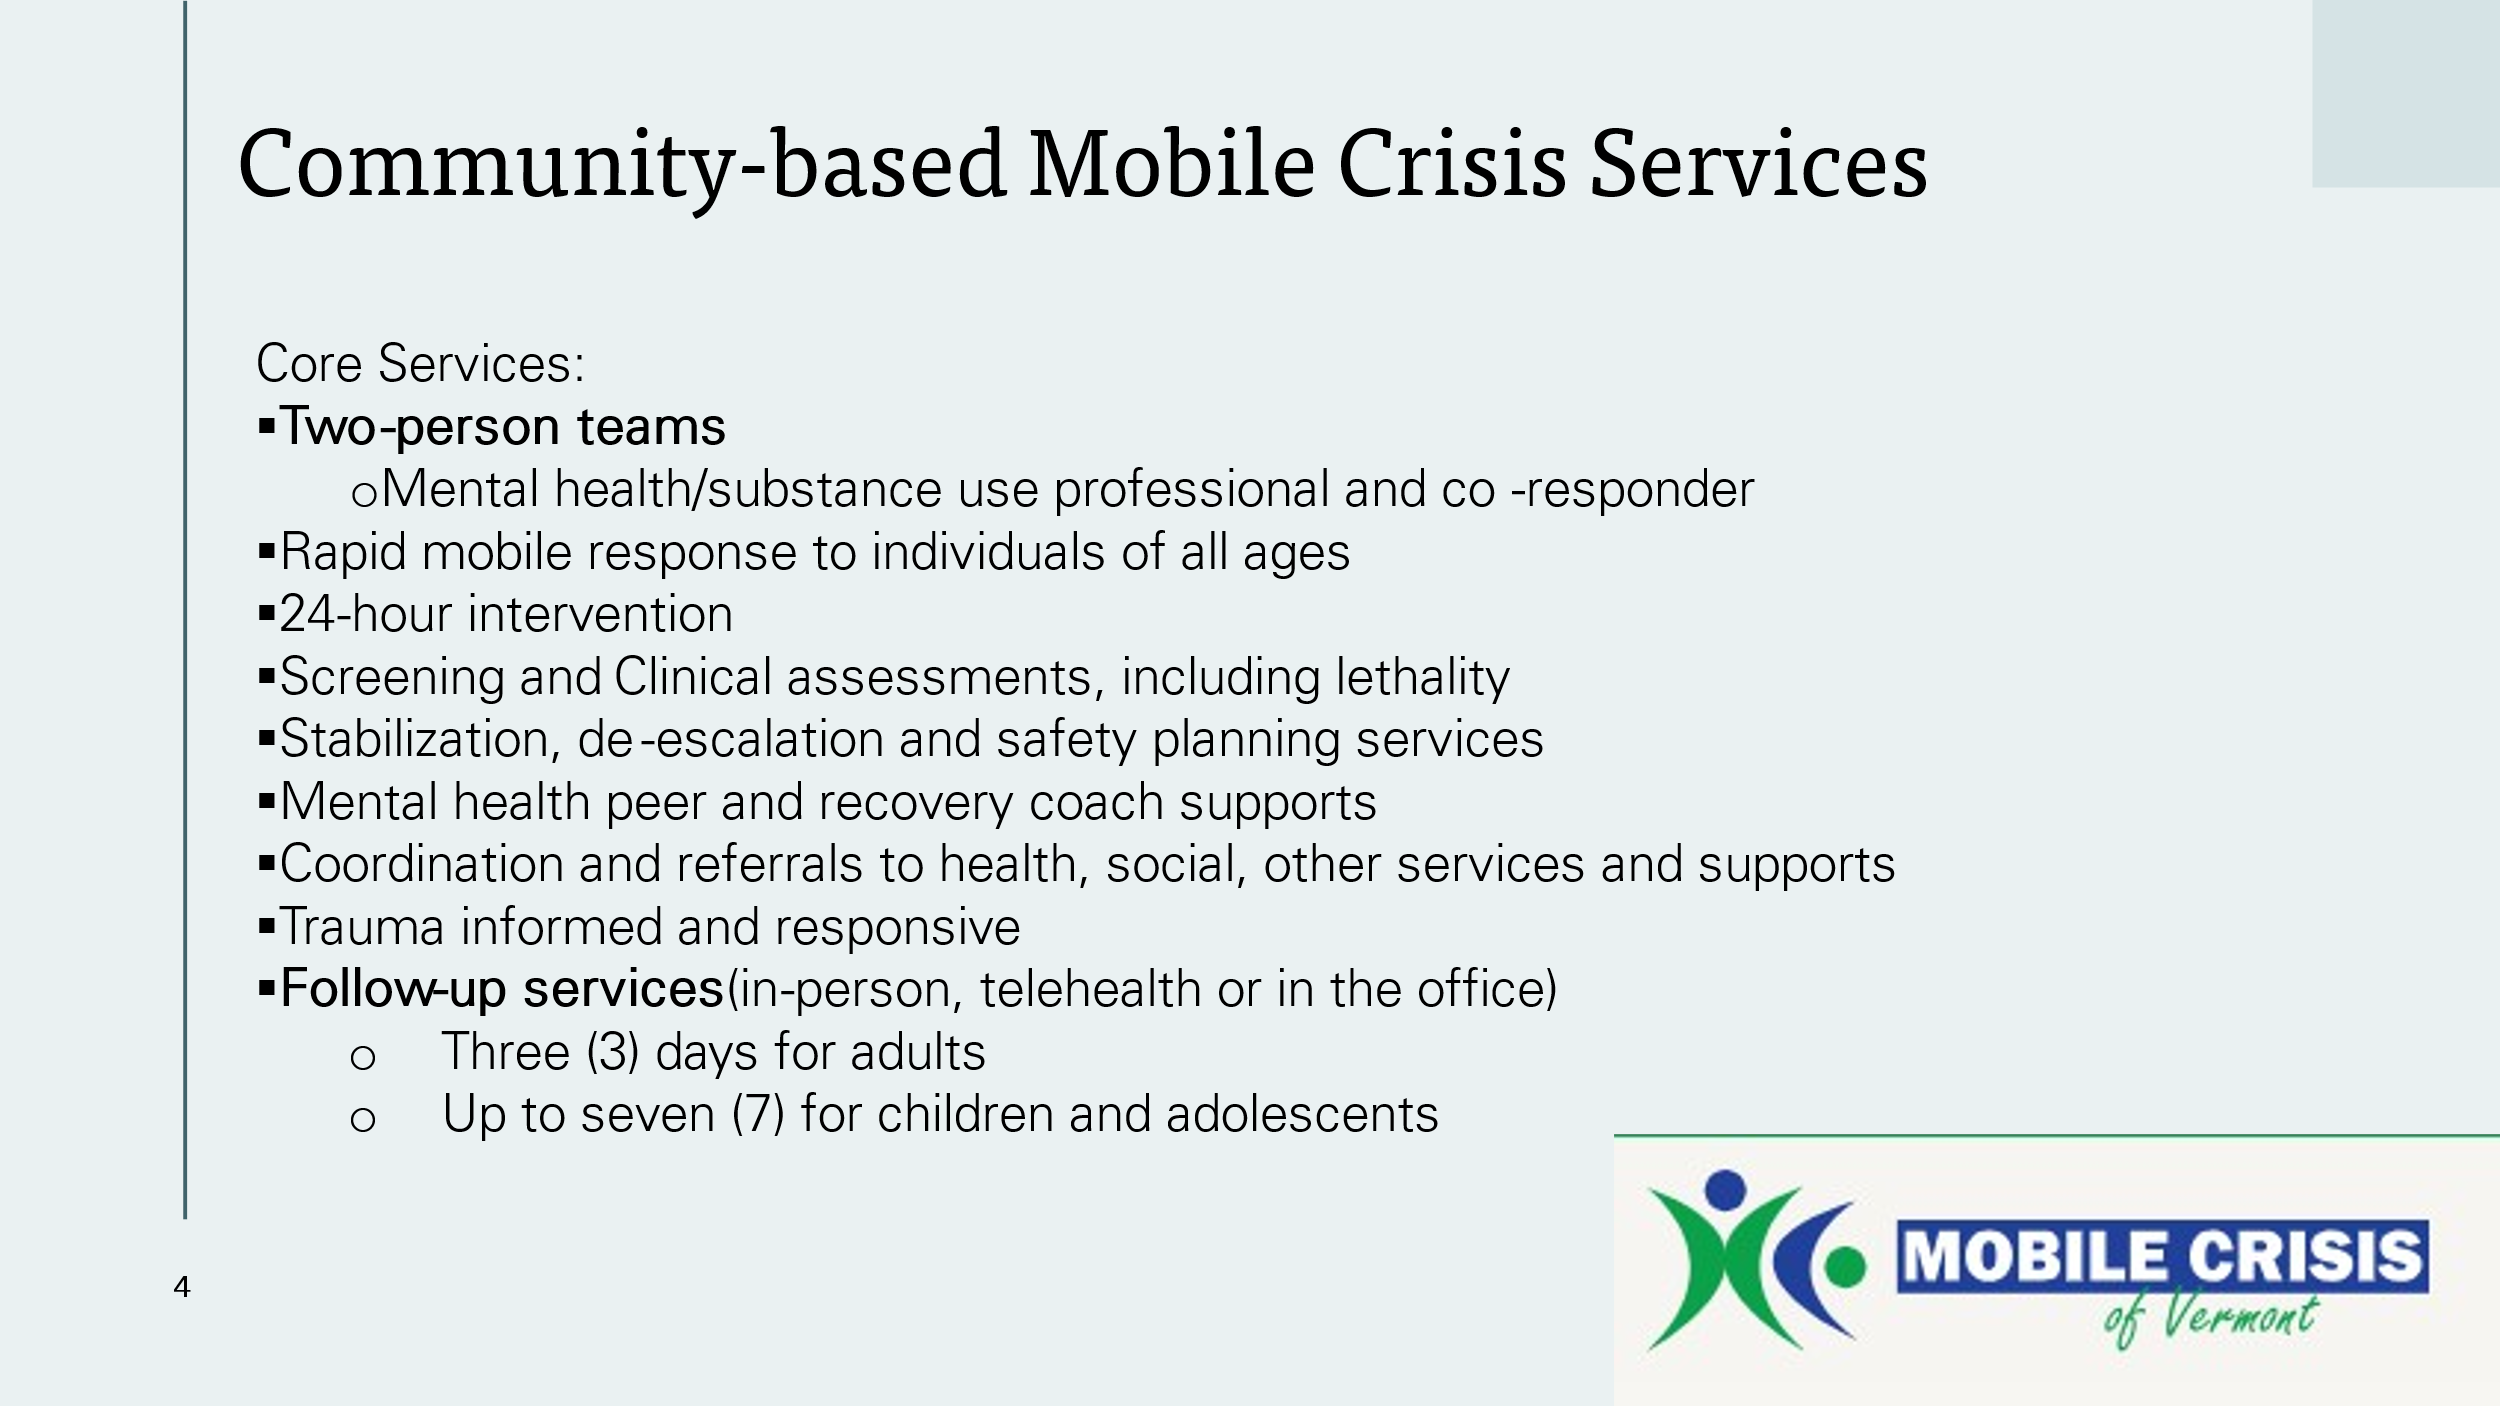 Community-based Mobile Crisis Services
Core Services:
▪Two-person teams
oMental health/substance use professional and co -responder
▪Rapid mobile response to individuals of all ages
▪24-hour intervention
▪Screening and Clinical assessments, including lethality
▪Stabilization, de-escalation and safety planning services
▪Mental health peer and recovery coach supports
▪Coordination and referrals to health, social, other services and supports
▪Trauma informed and responsive
▪Follow-up services(in-person, telehealth or in the office)
o Three (3) days for adults
o Up to seven (7) for children and adolescents
4
MOBILE CRISIS
of Vermont